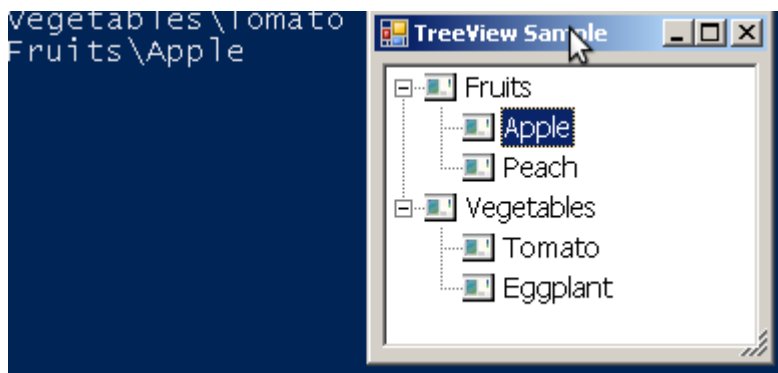 Vegetables\Tomato
Fruits\Apple
TreeView Sample
Fruits
Apple
Peach
Vegetables
Tomato
Eggplant